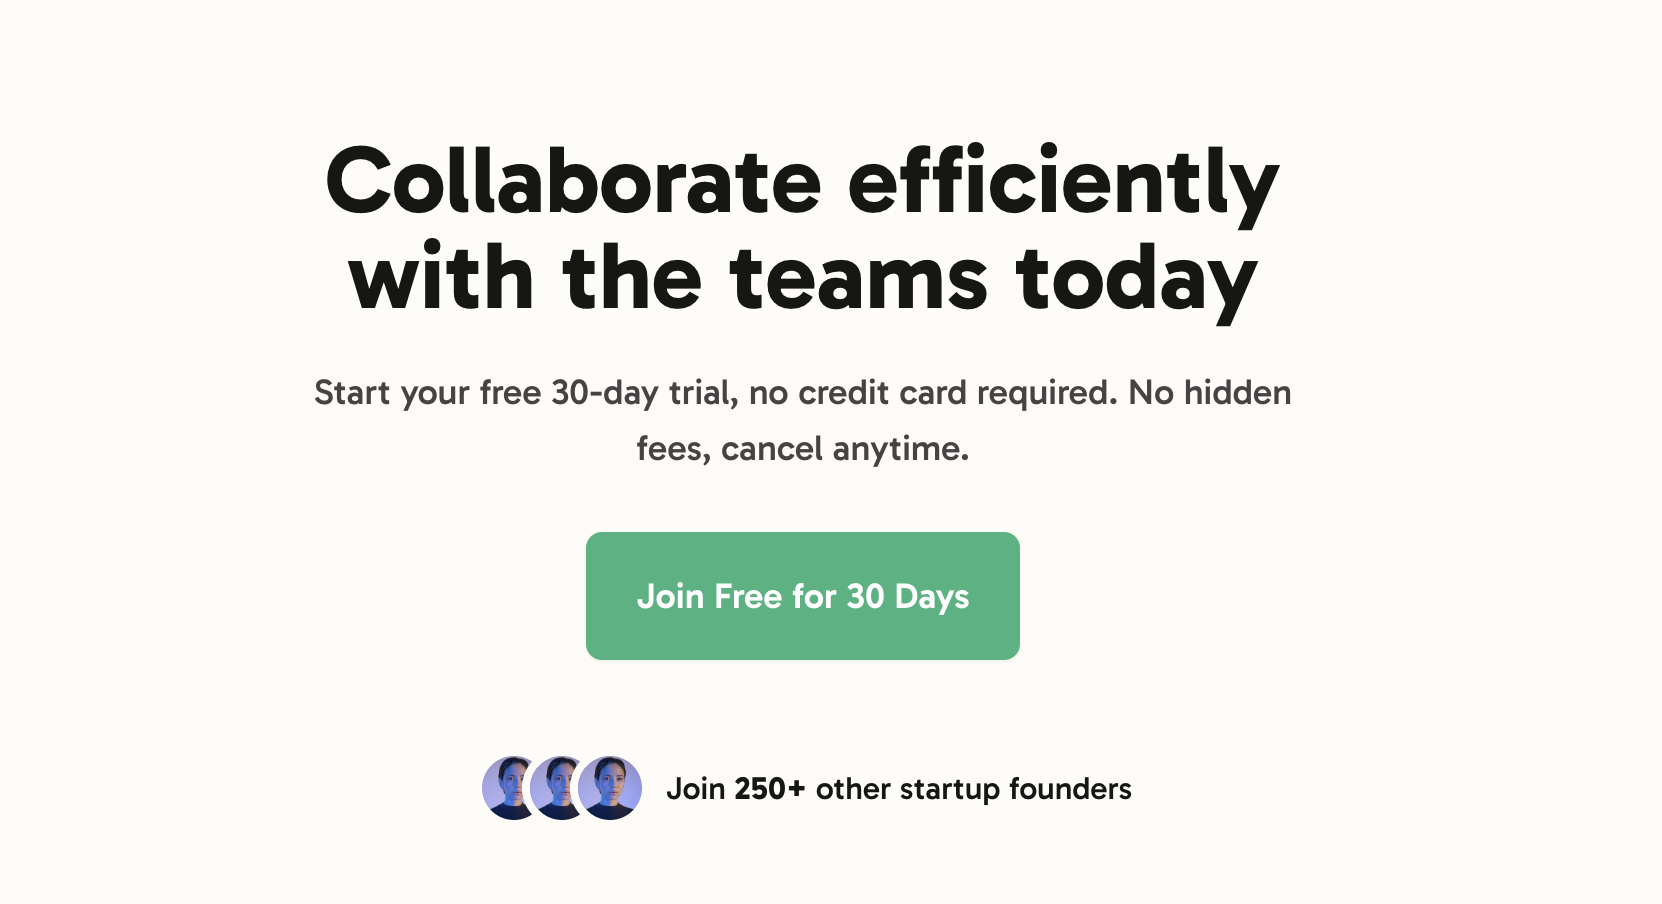 Collaborate efficiently
with the teams today
Start your free 30-day trial, no credit card required. No hidden
fees, cancel anytime.
Join Free for 30 Days
Join 250+ other startup founders